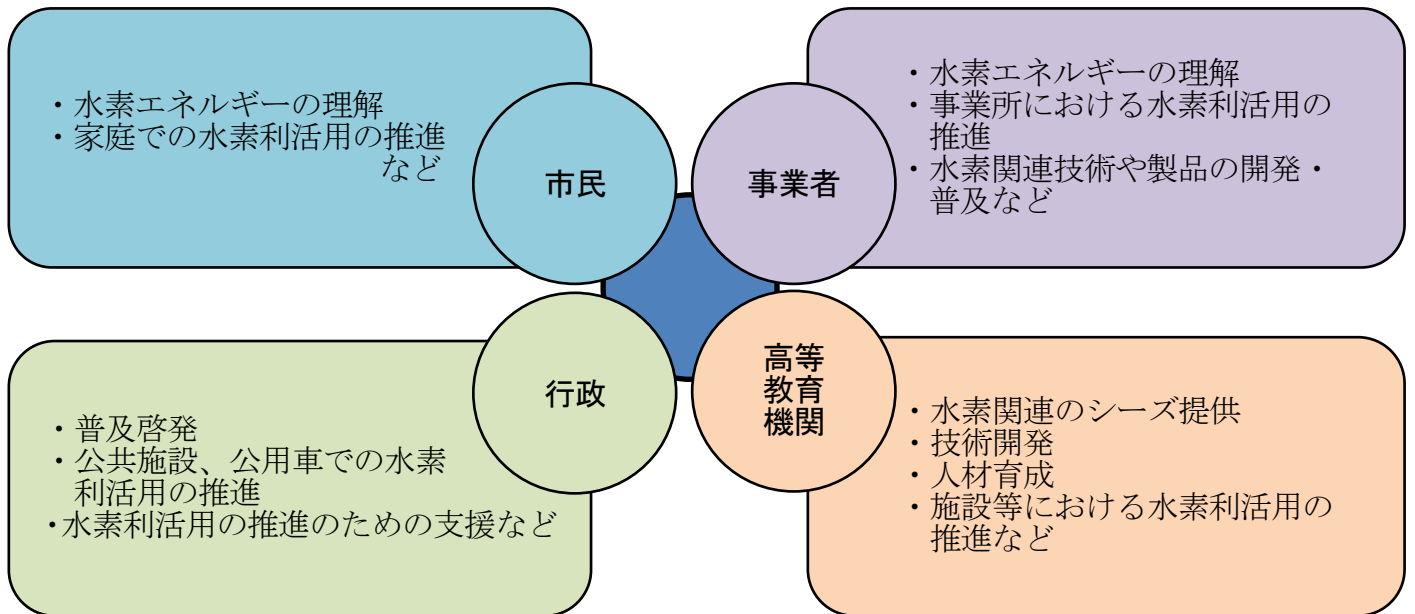 ・水素エネルギーの理解
・家庭での水素利活用の推進
など
市民
・水素エネルギーの理解
・事業所における水素利活用の
推進
・水素関連技術や製品の開発・
普及など
事業者
・普及啓発
・公共施設、公用車での水素
利活用の推進
・水素利活用の推進のための支援など
行政
高等
教育
機関
・水素関連のシーズ提供
・技術開発
・人材育成
・施設等における水素利活用の
推進など